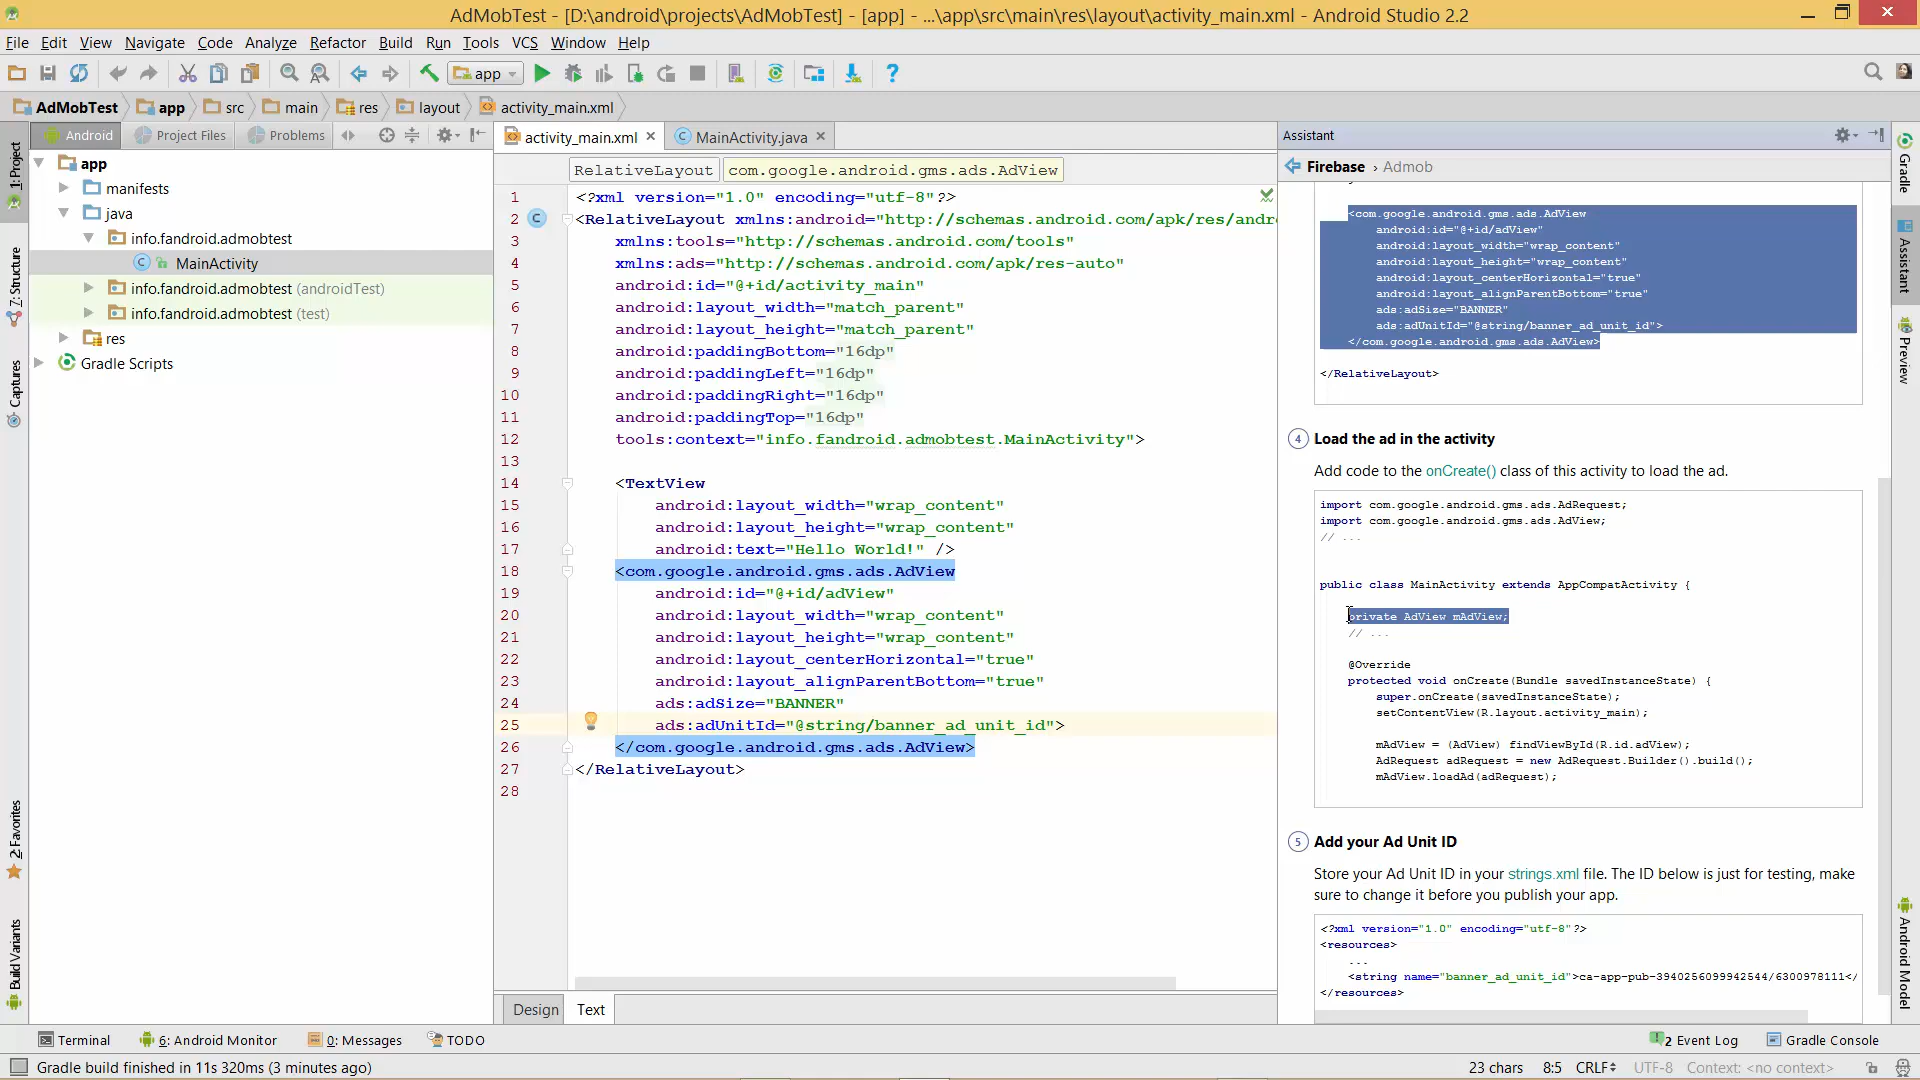 AdMobTest - [D:\android\projects\AdMobTest] - [app] - ...\app\src\main\res\layout\activity_main.xml - Android Studio 2.2
File Edit View Navigate Code Analyze Refactor Build Run Tools VCS Window Help
app
AdMobTest app src main res layout activity_main.xml
Android Project Files Problems
activity_main.xml MainActivity.java
Assistant
1: Project
7: Structure
Captures
2: Favorites
Build Variants
app
manifests
java
info.fandroid.admobtest
MainActivity
info.fandroid.admobtest (androidTest)
info.fandroid.admobtest (test)
res
Gradle Scripts
RelativeLayout com.google.android.gms.ads.AdView
1 <?xml version="1.0" encoding="utf-8"?>
2 <RelativeLayout xmlns:android="http://schemas.android.com/apk/res/andr
3 xmlns:tools="http://schemas.android.com/tools"
4 xmlns:ads="http://schemas.android.com/apk/res-auto"
5 android:id="@+id/activity_main"
6 android:layout_width="match_parent"
7 android:layout_height="match_parent"
8 android:paddingBottom="16dp"
9 android:paddingLeft="16dp"
10 android:paddingRight="16dp"
11 android:paddingTop="16dp"
12 tools:context="info.fandroid.admobtest.MainActivity">
13
14 <TextView
15 android:layout_width="wrap_content"
16 android:layout_height="wrap_content"
17 android:text="Hello World!" />
18 <com.google.android.gms.ads.AdView
19 android:id="@+id/adView"
20 android:layout_width="wrap_content"
21 android:layout_height="wrap_content"
22 android:layout_centerHorizontal="true"
23 android:layout_alignParentBottom="true"
24 ads:adSize="BANNER"
25 ads:adUnitId="@string/banner_ad_unit_id">
26 </com.google.android.gms.ads.AdView>
27 </RelativeLayout>
28
Design Text
Firebase › Admob
<com.google.android.gms.ads.AdView
android:id="@+id/adView"
android:layout_width="wrap_content"
android:layout_height="wrap_content"
android:layout_centerHorizontal="true"
android:layout_alignParentBottom="true"
ads:adSize="BANNER"
ads:adUnitId="@string/banner_ad_unit_id">
</com.google.android.gms.ads.AdView>
</RelativeLayout>
4 Load the ad in the activity
Add code to the onCreate() class of this activity to load the ad.
import com.google.android.gms.ads.AdRequest;
import com.google.android.gms.ads.AdView;
// ...
public class MainActivity extends AppCompatActivity {
private AdView mAdView;
// ...
@Override
protected void onCreate(Bundle savedInstanceState) {
super.onCreate(savedInstanceState);
setContentView(R.layout.activity_main);
mAdView = (AdView) findViewById(R.id.adView);
AdRequest adRequest = new AdRequest.Builder().build();
mAdView.loadAd(adRequest);
5 Add your Ad Unit ID
Store your Ad Unit ID in your strings.xml file. The ID below is just for testing, make
sure to change it before you publish your app.
<?xml version="1.0" encoding="utf-8"?>
<resources>
...
<string name="banner_ad_unit_id">ca-app-pub-3940256099942544/6300978111</
</resources>
Gradle
Assistant
Preview
Android Model
Terminal 6: Android Monitor 0: Messages TODO 2 Event Log Gradle Console
Gradle build finished in 11s 320ms (3 minutes ago) 23 chars 8:5 CRLF UTF-8 Context: <no context>